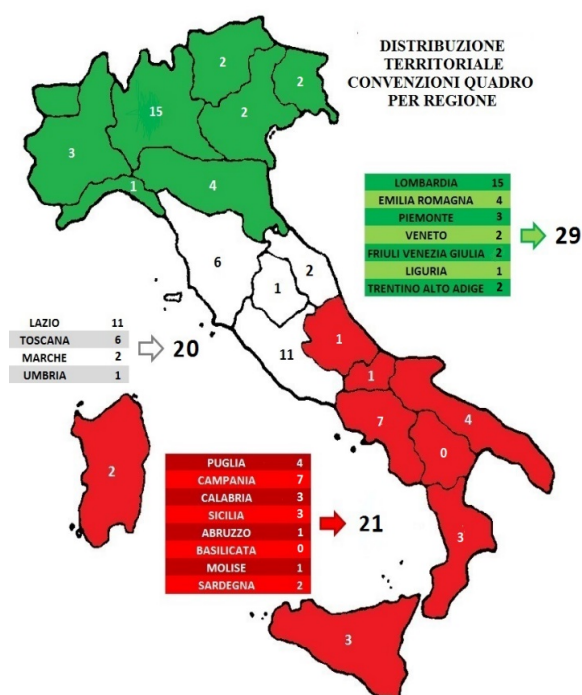 DISTRIBUZIONE
TERRITORIALE
CONVENZIONI QUADRO
PER REGIONE
2
2
15
2
3
1
4
LOMBARDIA 15
EMILIA ROMAGNA 4
PIEMONTE 3
VENETO 2
FRIULI VENEZIA GIULIA 2
LIGURIA 1
TRENTINO ALTO ADIGE 2
29
6
2
1
11
LAZIO 11
TOSCANA 6
MARCHE 2
UMBRIA 1
20
1
1
7
4
0
2
3
PUGLIA 4
CAMPANIA 7
CALABRIA 3
SICILIA 3
ABRUZZO 1
BASILICATA 0
MOLISE 1
SARDEGNA 2
21
3